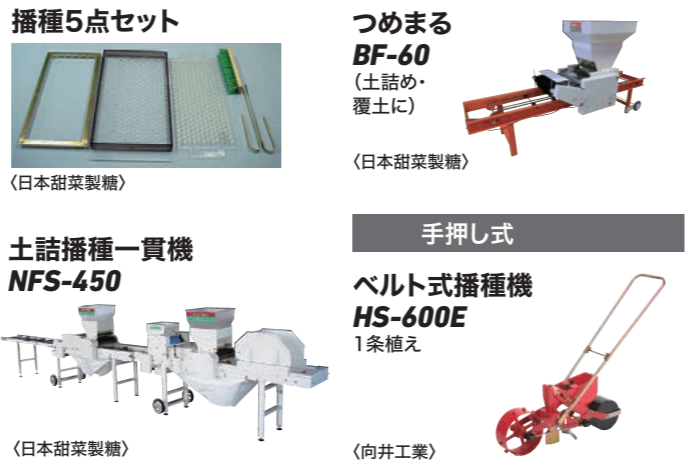 播種5点セット
〈日本甜菜製糖〉
つめまる
BF-60
（土詰め・
覆土に）
〈日本甜菜製糖〉
土詰播種一貫機
NFS-450
〈日本甜菜製糖〉
手押し式
ベルト式播種機
HS-600E
1条植え
〈向井工業〉